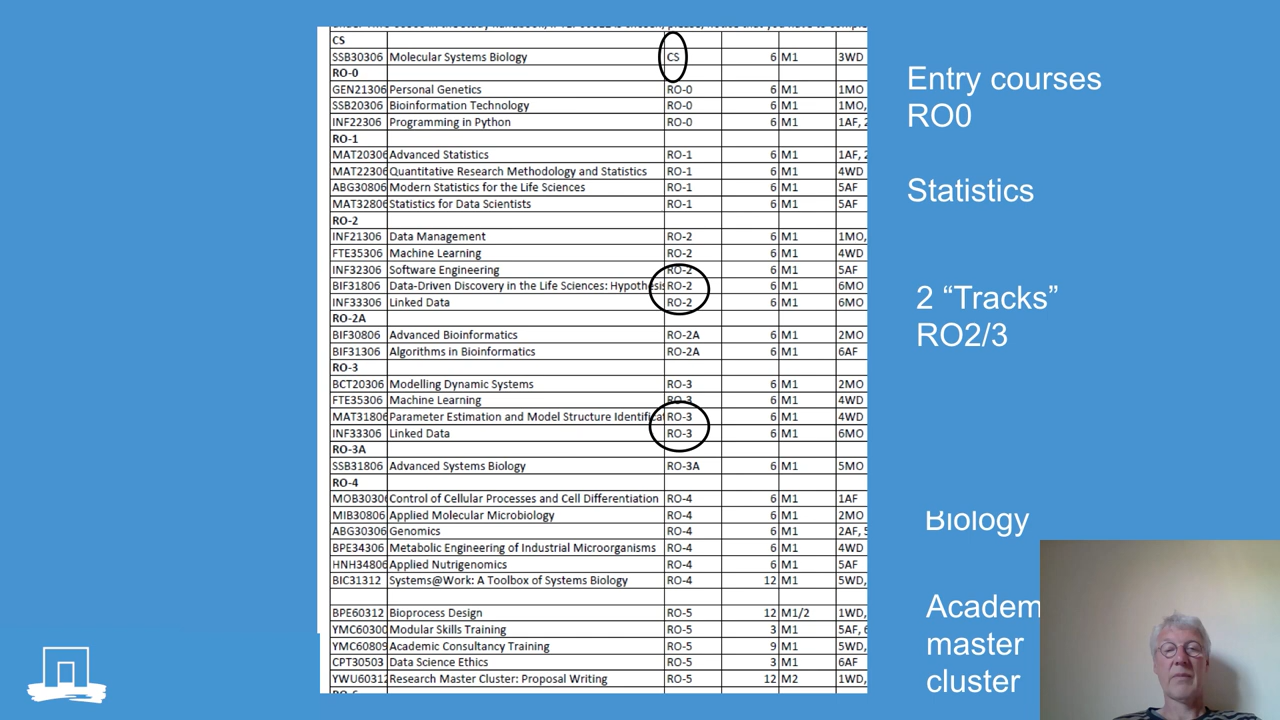 CS
SSB30306 Molecular Systems Biology CS 6 M1 3WD
RO-0
GEN21306 Personal Genetics RO-0 6 M1 1MO
SSB20306 Bioinformation Technology RO-0 6 M1 1MO,
INF22306 Programming in Python RO-0 6 M1 1AF, 2
RO-1
MAT20306 Advanced Statistics RO-1 6 M1 1AF, 2
MAT22306 Quantitative Research Methodology and Statistics RO-1 6 M1 4WD
ABG30806 Modern Statistics for the Life Sciences RO-1 6 M1 5AF
MAT32806 Statistics for Data Scientists RO-1 6 M1 5AF
RO-2
INF21306 Data Management RO-2 6 M1 1MO,
FTE35306 Machine Learning RO-2 6 M1 4WD
INF32306 Software Engineering RO-2 6 M1 5AF
BIF31806 Data-Driven Discovery in the Life Sciences: Hypothesis RO-2 6 M1 6MO
INF33306 Linked Data RO-2 6 M1 6MO
RO-2A
BIF30806 Advanced Bioinformatics RO-2A 6 M1 2MO
BIF31306 Algorithms in Bioinformatics RO-2A 6 M1 6AF
RO-3
BCT20306 Modelling Dynamic Systems RO-3 6 M1 2MO
FTE35306 Machine Learning RO-3 6 M1 4WD
MAT31806 Parameter Estimation and Model Structure Identifica RO-3 6 M1 4WD
INF33306 Linked Data RO-3 6 M1 6MO
RO-3A
SSB31806 Advanced Systems Biology RO-3A 6 M1 5MO
RO-4
MOB30306 Control of Cellular Processes and Cell Differentiation RO-4 6 M1 1AF
MIB30806 Applied Molecular Microbiology RO-4 6 M1 2MO
ABG30306 Genomics RO-4 6 M1 2AF, 5
BPE34306 Metabolic Engineering of Industrial Microorganisms RO-4 6 M1 4WD
HNH34806 Applied Nutrigenomics RO-4 6 M1 5AF
BIC31312 Systems@Work: A Toolbox of Systems Biology RO-4 12 M1 5WD,
BPE60312 Bioprocess Design RO-5 12 M1/2 1WD,
YMC60300 Modular Skills Training RO-5 3 M1 5AF, 6
YMC60809 Academic Consultancy Training RO-5 9 M1 5WD,
CPT30503 Data Science Ethics RO-5 3 M1 6AF
YWU60312 Research Master Cluster: Proposal Writing RO-5 12 M2 1WD,
Entry courses
RO0
Statistics
2 “Tracks”
RO2/3
Biology
Academ
master
cluster